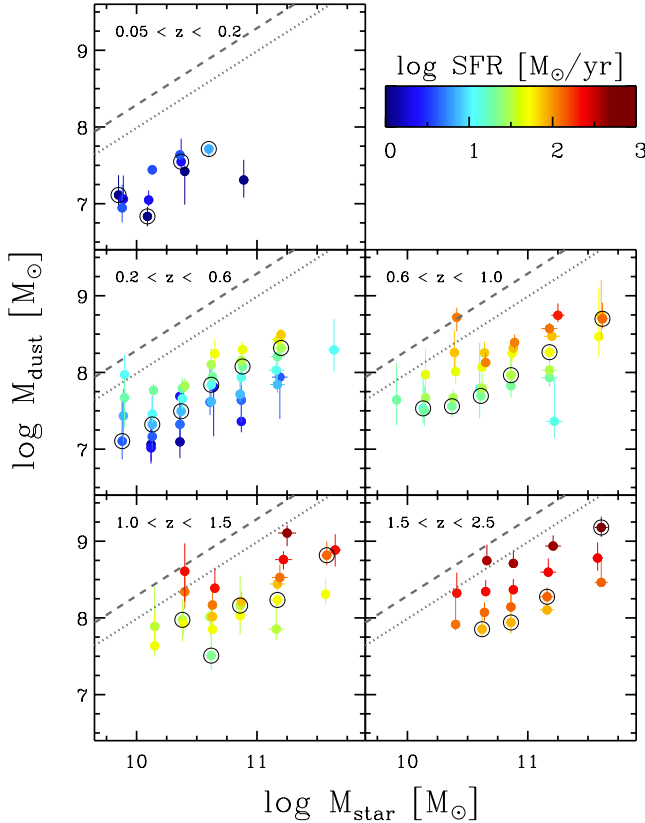 9
8
7
0.05 < z < 0.2
log SFR [M⊙/yr]
0 1 2 3
9
8
7
0.2 < z < 0.6
0.6 < z < 1.0
log M_dust [M⊙]
9
8
7
1.0 < z < 1.5
1.5 < z < 2.5
10 11 10 11
log M_star [M⊙]